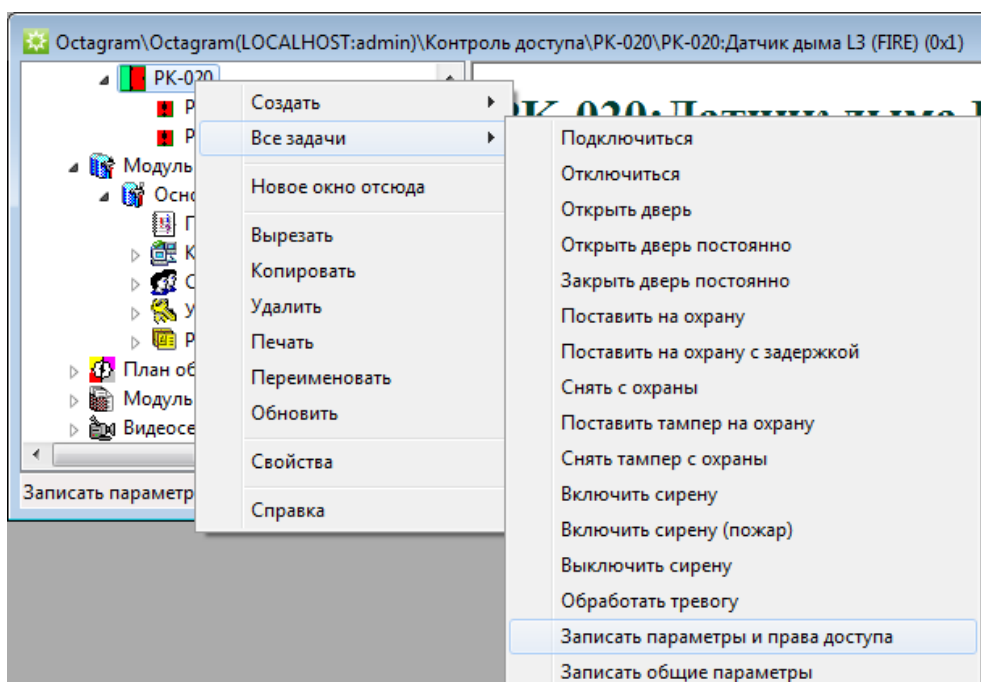 Octagram\Octagram(LOCALHOST:admin)\Контроль доступа\PK-020\PK-020:Датчик дыма L3 (FIRE) (0x1)
PK-020
Модуль
План об
Модуль
Видеосе
Записать параметр
Создать
Все задачи
Новое окно отсюда
Вырезать
Копировать
Удалить
Печать
Переименовать
Обновить
Свойства
Справка
Подключиться
Отключиться
Открыть дверь
Открыть дверь постоянно
Закрыть дверь постоянно
Поставить на охрану
Поставить на охрану с задержкой
Снять с охраны
Поставить тампер на охрану
Снять тампер с охраны
Включить сирену
Включить сирену (пожар)
Выключить сирену
Обработать тревогу
Записать параметры и права доступа
Записать общие параметры